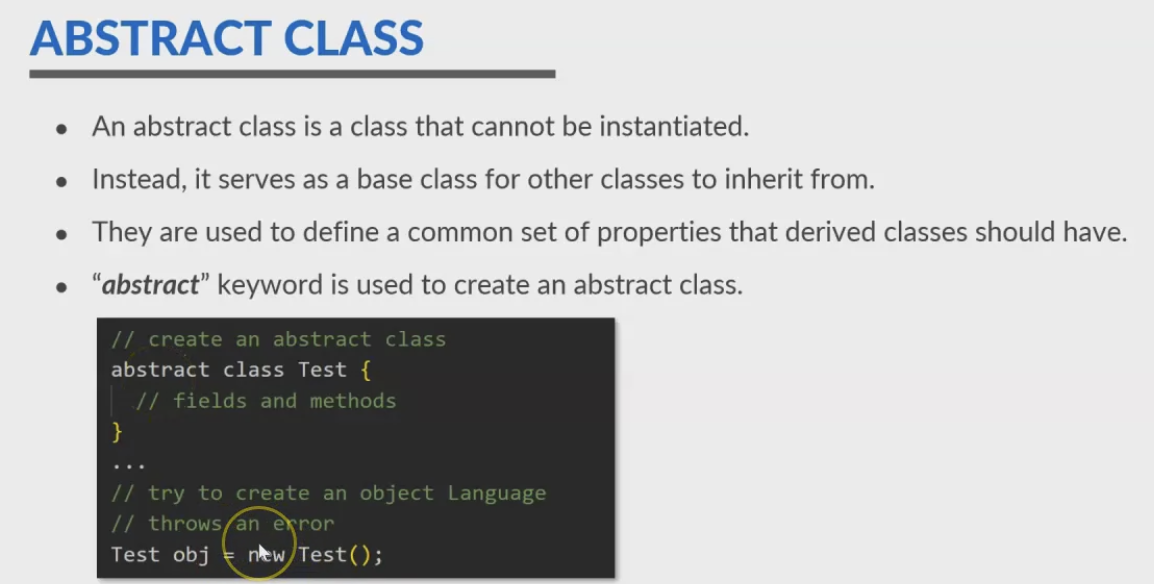 ABSTRACT CLASS
● An abstract class is a class that cannot be instantiated.
● Instead, it serves as a base class for other classes to inherit from.
● They are used to define a common set of properties that derived classes should have.
● “abstract” keyword is used to create an abstract class.
// create an abstract class
abstract class Test {
// fields and methods
}
...
// try to create an object Language
// throws an error
Test obj = new Test();